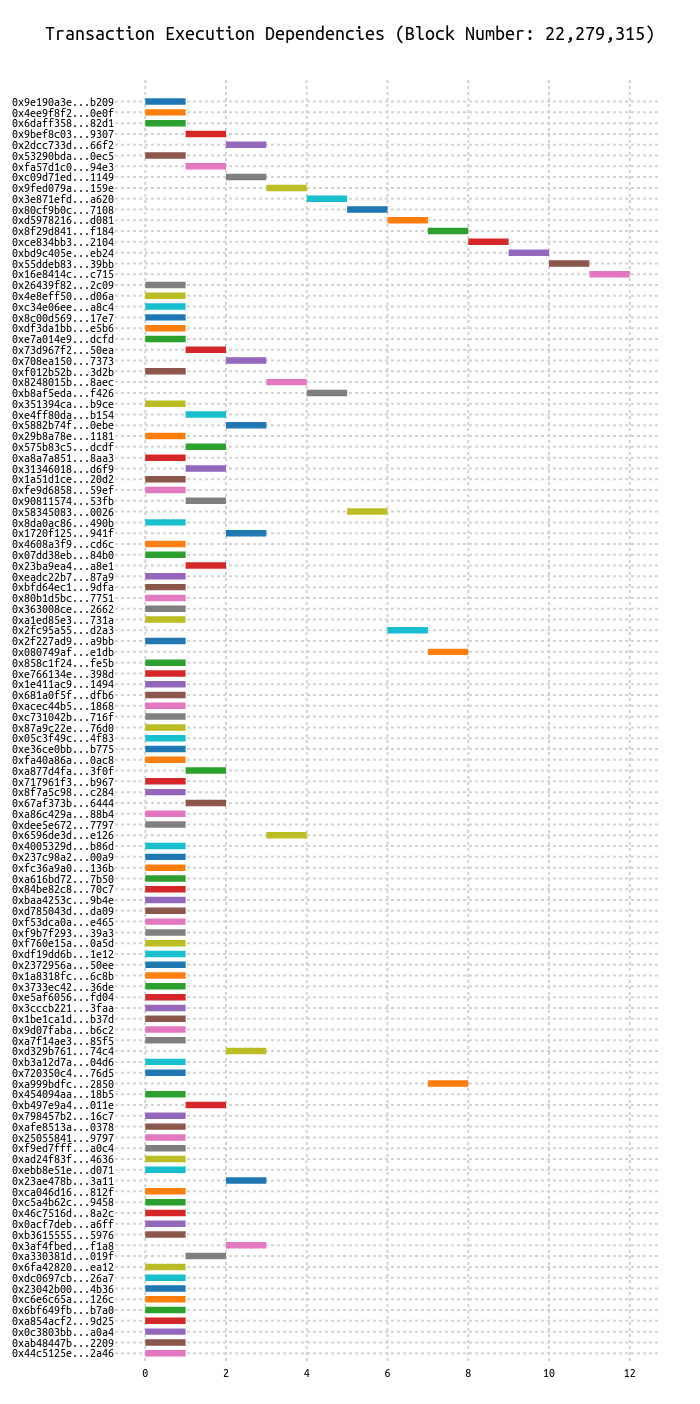 Transaction Execution Dependencies (Block Number: 22,279,315)
0x9e190a3e...b209
0x4ee9f8f2...0e0f
0x6daff358...82d1
0x9bef8c03...9307
0x2dcc733d...66f2
0x53290bda...0ec5
0xfa57d1c0...94e3
0xc09d71ed...1149
0x9fed079a...159e
0x3e871efd...a620
0x80cf9b0c...7108
0xd5978216...d081
0x8f29d841...f184
0xce834bb3...2104
0xbd9c405e...eb24
0x55ddeb83...39bb
0x16e8414c...c715
0x26439f82...2c09
0x4e8eff50...d06a
0xc34e06ee...a8c4
0x8c00d569...17e7
0xdf3da1bb...e5b6
0xe7a014e9...dcfd
0x73d967f2...50ea
0x708ea150...7373
0xf012b52b...3d2b
0x8248015b...8aec
0xb8af5eda...f426
0x351394ca...b9ce
0xe4ff80da...b154
0x5882b74f...0ebe
0x29b8a78e...1181
0x575b83c5...dcdf
0xa8a7a851...8aa3
0x31346018...d6f9
0x1a51d1ce...20d2
0xfe9d6858...59ef
0x90811574...53fb
0x58345083...0026
0x8da0ac86...490b
0x1720f125...941f
0x4608a3f9...cd6c
0x07dd38eb...84b0
0x23ba9ea4...a8e1
0xeadc22b7...87a9
0xbfd64ec1...9dfa
0x80b1d5bc...7751
0x363008ce...2662
0xa1ed85e3...731a
0x2fc95a55...d2a3
0x2f227ad9...a9bb
0x080749af...e1db
0x858c1f24...fe5b
0xe766134e...398d
0x1e411ac9...1494
0x681a0f5f...dfb6
0xacec44b5...1868
0xc731042b...716f
0x87a9c22e...76d0
0x05c3f49c...4f83
0xe36ce0bb...b775
0xfa40a86a...0ac8
0xa877d4fa...3f0f
0x717961f3...b967
0x8f7a5c98...c284
0x67af373b...6444
0xa86c429a...88b4
0xdee5e672...7797
0x6596de3d...e126
0x4005329d...b86d
0x237c98a2...00a9
0xfc36a9a0...136b
0xa616bd72...7b50
0x84be82c8...70c7
0xbaa4253c...9b4e
0xd785043d...da09
0xf53dca0a...e465
0xf9b7f293...39a3
0xf760e15a...0a5d
0xdf19dd6b...1e12
0x2372956a...50ee
0x1a8318fc...6c8b
0x3733ec42...36de
0xe5af6056...fd04
0x3cccb221...3faa
0x1be1ca1d...b37d
0x9d07faba...b6c2
0xa7f14ae3...85f5
0xd329b761...74c4
0xb3a12d7a...04d6
0x720350c4...76d5
0xa999bdfc...2850
0x454094aa...18b5
0xb497e9a4...011e
0x798457b2...16c7
0xafe8513a...0378
0x25055841...9797
0xf9ed7fff...a0c4
0xad24f83f...4636
0xebb8e51e...d071
0x23ae478b...3a11
0xca046d16...812f
0xc5a4b62c...9458
0x46c7516d...8a2c
0x0acf7deb...a6ff
0xb3615555...5976
0x3af4fbed...f1a8
0xa330381d...019f
0x6fa42820...ea12
0xdc0697cb...26a7
0x23042b00...4b36
0xc6e6c65a...126c
0x6bf649fb...b7a0
0xa854acf2...9d25
0x0c3803bb...a0a4
0xab48447b...2209
0x44c5125e...2a46
0 2 4 6 8 10 12